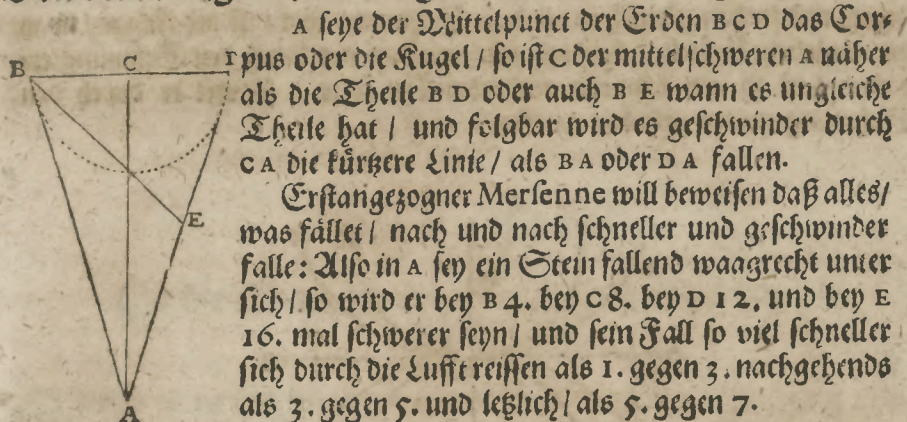 A seye der Mittelpunct der Erden B C D das Cor-
pus oder die Kugel / so ist C der mittelschweren A näher
als die Theile B D oder auch B E wann es ungleiche
Theile hat / und folgbar wird es geschwinder durch
C A die kürtzere Linie / als B A oder D A fallen.
Erstangezogner Mersenne will beweisen daß alles /
was fället / nach und nach schneller und geschwinder
falle: Also in A sey ein Stein fallend waagrecht unter
sich / so wird er bey B 4. bey C 8. bey D 12. und bey E
16. mal schwerer seyn / und sein Fall so viel schneller
sich durch die Lufft reissen als 1. gegen 3. nachgehends
als 3. gegen 5. und letzlich / als 5. gegen 7.
B C
E
A